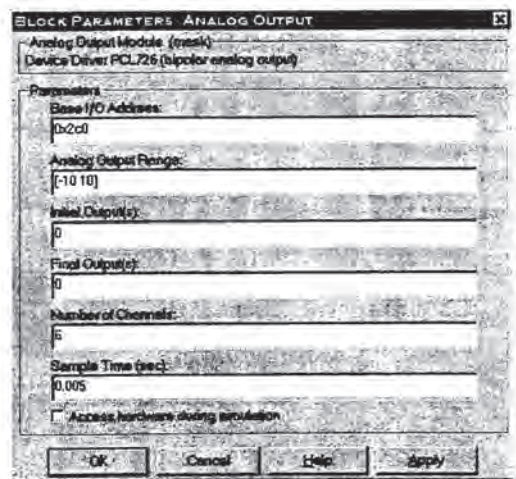 BLOCK PARAMETERS: ANALOG OUTPUT
Analog Output Module (mask)
Device Driver PCL726 (bipolar analog output)
Parameters
Base I/O Address:
0x2c0
Analog Output Range:
[-10 10]
Initial Output(s):
0
Final Output(s):
0
Number of Channels:
6
Sample Time (sec):
0.005
Access hardware during simulation
OK
Cancel
Help
Apply